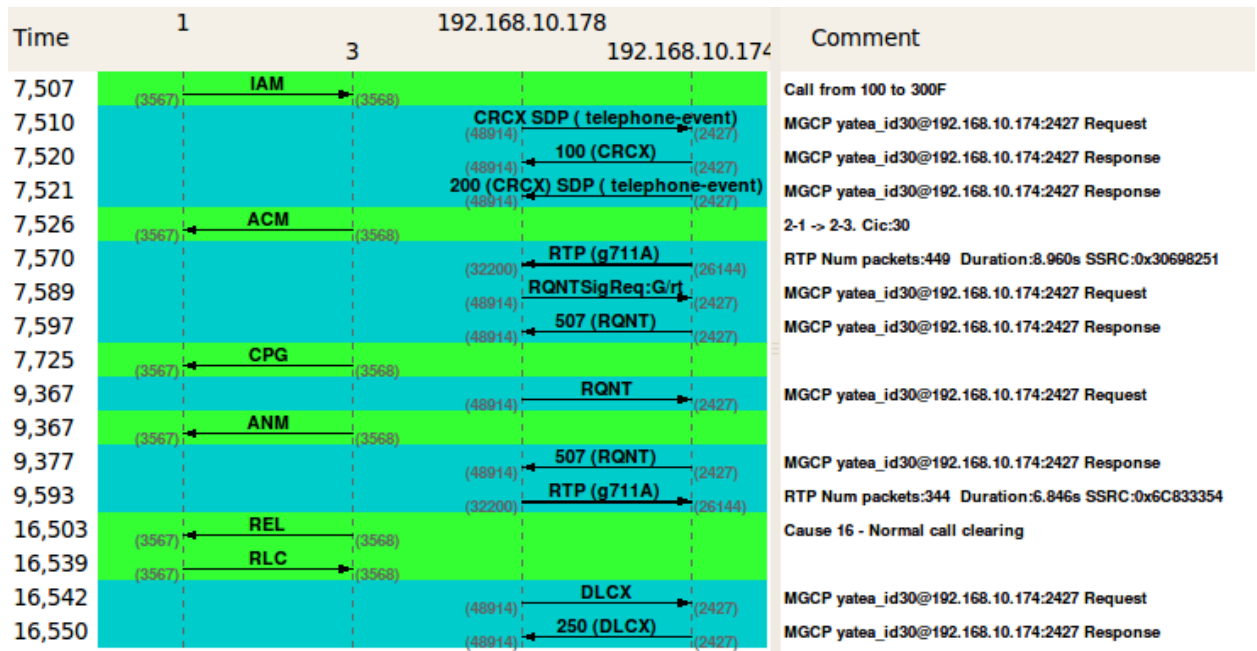 Time 1 3 192.168.10.178 192.168.10.174 Comment
7,507 (3567) IAM (3568) Call from 100 to 300F
7,510 (48914) CRCX SDP ( telephone-event) (2427) MGCP yatea_id30@192.168.10.174:2427 Request
7,520 (48914) 100 (CRCX) (2427) MGCP yatea_id30@192.168.10.174:2427 Response
7,521 (48914) 200 (CRCX) SDP ( telephone-event) (2427) MGCP yatea_id30@192.168.10.174:2427 Response
7,526 (3567) ACM (3568) 2-1 -> 2-3. Cic:30
7,570 (32200) RTP (g711A) (26144) RTP Num packets:449 Duration:8.960s SSRC:0x30698251
7,589 (48914) RQNTSigReq:G/rt (2427) MGCP yatea_id30@192.168.10.174:2427 Request
7,597 (48914) 507 (RQNT) (2427) MGCP yatea_id30@192.168.10.174:2427 Response
7,725 (3567) CPG (3568)
9,367 (48914) RQNT (2427) MGCP yatea_id30@192.168.10.174:2427 Request
9,367 (3567) ANM (3568)
9,377 (48914) 507 (RQNT) (2427) MGCP yatea_id30@192.168.10.174:2427 Response
9,593 (32200) RTP (g711A) (26144) RTP Num packets:344 Duration:6.846s SSRC:0x6C833354
16,503 (3567) REL (3568) Cause 16 - Normal call clearing
16,539 (3567) RLC (3568)
16,542 (48914) DLCX (2427) MGCP yatea_id30@192.168.10.174:2427 Request
16,550 (48914) 250 (DLCX) (2427) MGCP yatea_id30@192.168.10.174:2427 Response